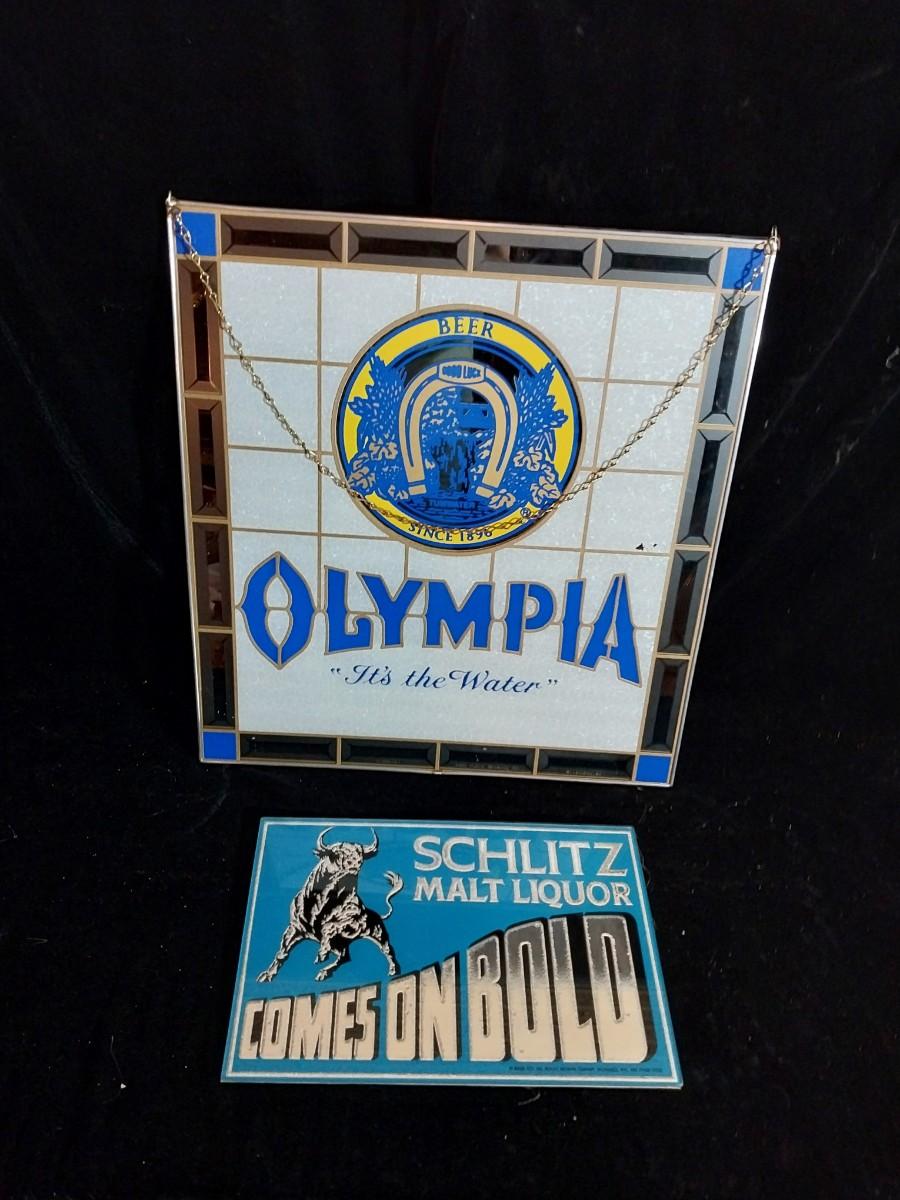 BEER
GOOD LUCK
SINCE 1896
®
OLYMPIA
"It's the Water"
SCHLITZ
MALT LIQUOR
COMES ON BOLD